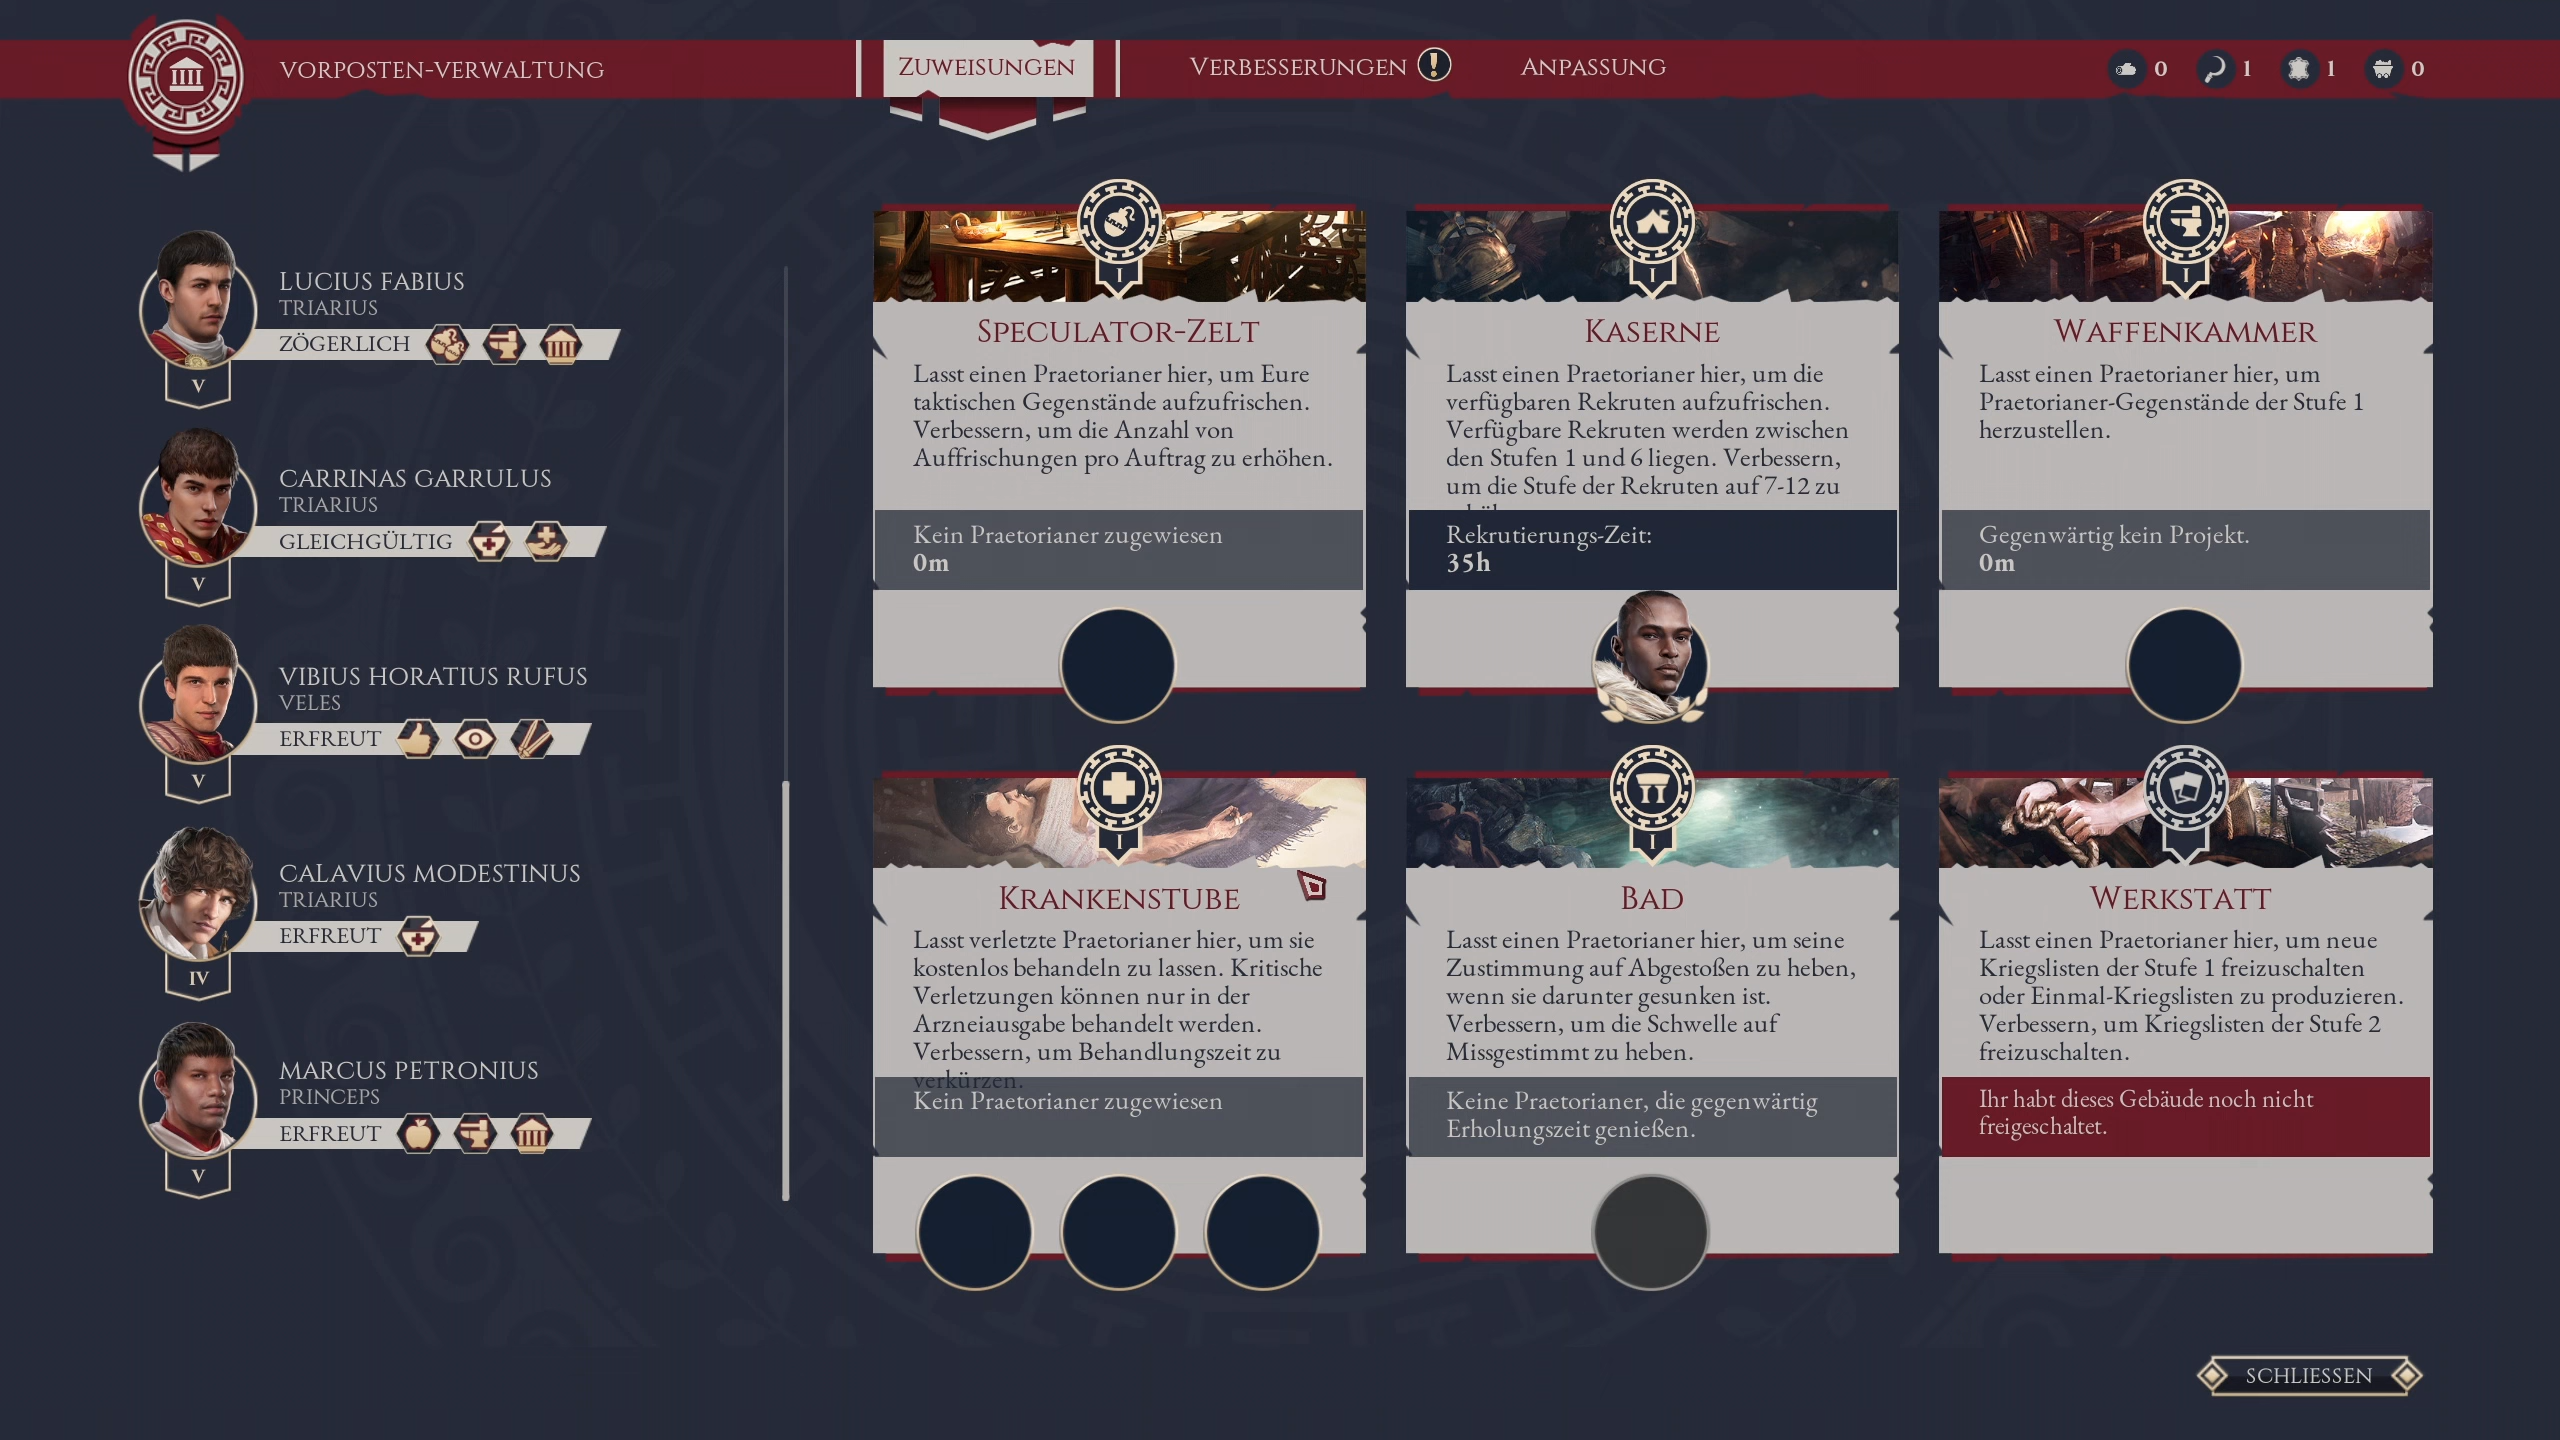 VORPOSTEN-VERWALTUNG
ZUWEISUNGEN
VERBESSERUNGEN
ANPASSUNG
0
1
1
0
LUCIUS FABIUS
TRIARIUS
ZÖGERLICH
V
CARRINAS GARRULUS
TRIARIUS
GLEICHGÜLTIG
V
VIBIUS HORATIUS RUFUS
VELES
ERFREUT
V
CALAVIUS MODESTINUS
TRIARIUS
ERFREUT
IV
MARCUS PETRONIUS
PRINCEPS
ERFREUT
V
I
SPECULATOR-ZELT
Lasst einen Praetorianer hier, um Eure
taktischen Gegenstände aufzufrischen.
Verbessern, um die Anzahl von
Auffrischungen pro Auftrag zu erhöhen.
Kein Praetorianer zugewiesen
0m
I
KASERNE
Lasst einen Praetorianer hier, um die
verfügbaren Rekruten aufzufrischen.
Verfügbare Rekruten werden zwischen
den Stufen 1 und 6 liegen. Verbessern,
um die Stufe der Rekruten auf 7-12 zu
Rekrutierungs-Zeit:
35h
I
WAFFENKAMMER
Lasst einen Praetorianer hier, um
Praetorianer-Gegenstände der Stufe 1
herzustellen.
Gegenwärtig kein Projekt.
0m
I
KRANKENSTUBE
Lasst verletzte Praetorianer hier, um sie
kostenlos behandeln zu lassen. Kritische
Verletzungen können nur in der
Arzneiausgabe behandelt werden.
Verbessern, um Behandlungszeit zu
verkürzen.
Kein Praetorianer zugewiesen
I
BAD
Lasst einen Praetorianer hier, um seine
Zustimmung auf Abgestoßen zu heben,
wenn sie darunter gesunken ist.
Verbessern, um die Schwelle auf
Missgestimmt zu heben.
Keine Praetorianer, die gegenwärtig
Erholungszeit genießen.
WERKSTATT
Lasst einen Praetorianer hier, um neue
Kriegslisten der Stufe 1 freizuschalten
oder Einmal-Kriegslisten zu produzieren.
Verbessern, um Kriegslisten der Stufe 2
freizuschalten.
Ihr habt dieses Gebäude noch nicht
freigeschaltet.
SCHLIESSEN